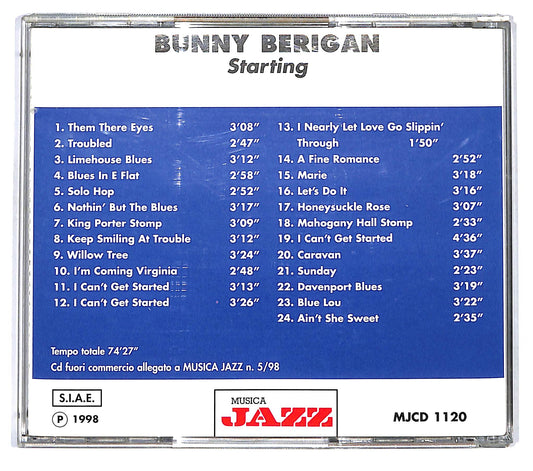 BUNNY BERIGAN
Starting
1. Them There Eyes 3'08"
2. Troubled 2'47"
3. Limehouse Blues 3'12"
4. Blues In E Flat 2'58"
5. Solo Hop 2'52"
6. Nothin' But The Blues 3'17"
7. King Porter Stomp 3'09"
8. Keep Smiling At Trouble 3'12"
9. Willow Tree 3'24"
10. I'm Coming Virginia 2'48"
11. I Can't Get Started 3'13"
12. I Can't Get Started 3'26"
13. I Nearly Let Love Go Slippin'
Through 1'50"
14. A Fine Romance 2'52"
15. Marie 3'18"
16. Let's Do It 3'16"
17. Honeysuckle Rose 3'07"
18. Mahogany Hall Stomp 2'33"
19. I Can't Get Started 4'36"
20. Caravan 3'37"
21. Sunday 2'23"
22. Davenport Blues 3'19"
23. Blue Lou 3'22"
24. Ain't She Sweet 2'35"
Tempo totale 74'27"
Cd fuori commercio allegato a MUSICA JAZZ n. 5/98
S.I.A.E.
℗ 1998
MUSICA
JAZZ
MJCD 1120